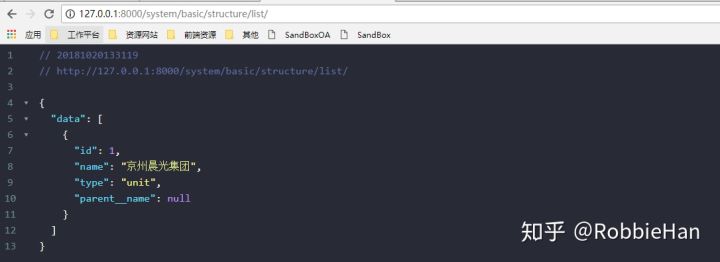 127.0.0.1:8000/system/basic/structure/list/
应用 工作平台 资源网站 前端资源 其他 SandBoxOA SandBox
1 // 20181020133119
2 // http://127.0.0.1:8000/system/basic/structure/list/
3
4 {
5 "data": [
6 {
7 "id": 1,
8 "name": "京州晨光集团",
9 "type": "unit",
10 "parent__name": null
11 }
12 ]
13 }
知乎 @RobbieHan